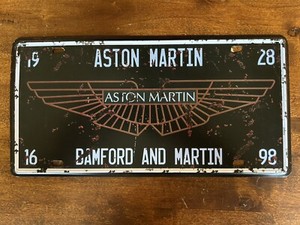 19 ASTON MARTIN 28
ASTON MARTIN
16 BAMFORD AND MARTIN 98